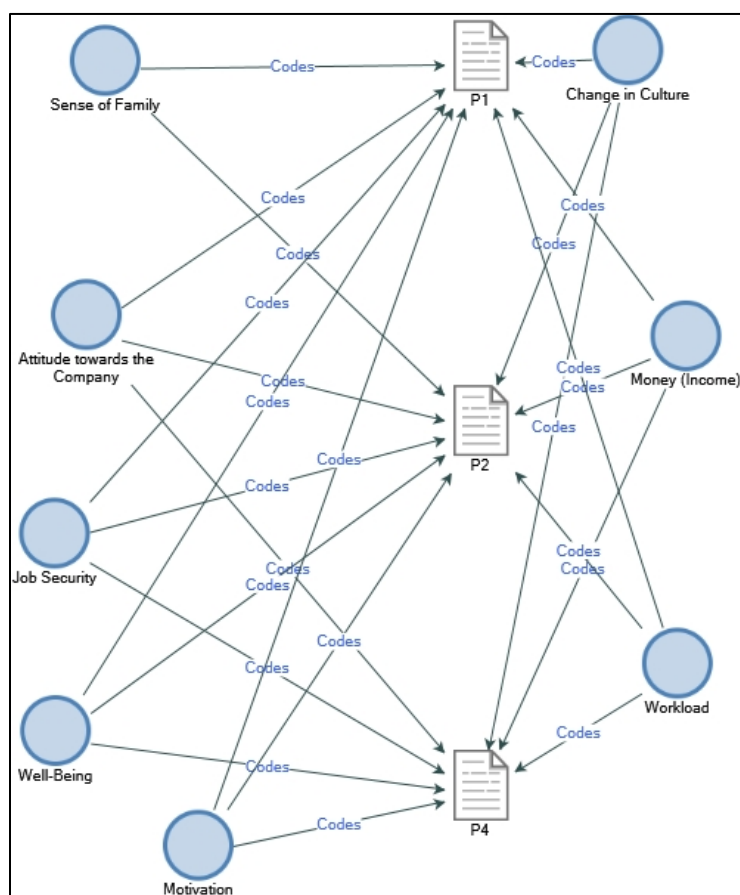 Codes
Codes
P1
Change in Culture
Sense of Family
Codes
Codes
Codes
Codes
Codes
Attitude towards the
Company
Codes
Money (Income)
Codes
Codes
Codes
Codes
Codes
P2
Codes
Codes
Codes
Codes
Job Security
Codes
Codes
Codes
Workload
Codes
Codes
Well-Being
Codes
P4
Motivation